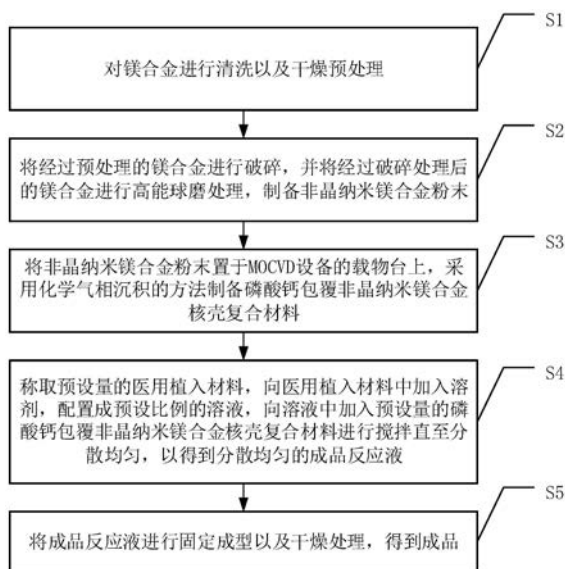 S1
对镁合金进行清洗以及干燥预处理
S2
将经过预处理的镁合金进行破碎，并将经过破碎处理后
的镁合金进行高能球磨处理，制备非晶纳米镁合金粉末
S3
将非晶纳米镁合金粉末置于MOCVD设备的载物台上，采
用化学气相沉积的方法制备磷酸钙包覆非晶纳米镁合金
核壳复合材料
S4
称取预设量的医用植入材料，向医用植入材料中加入溶
剂，配置成预设比例的溶液，向溶液中加入预设量的磷
酸钙包覆非晶纳米镁合金核壳复合材料进行搅拌直至分
散均匀，以得到分散均匀的成品反应液
S5
将成品反应液进行固定成型以及干燥处理，得到成品